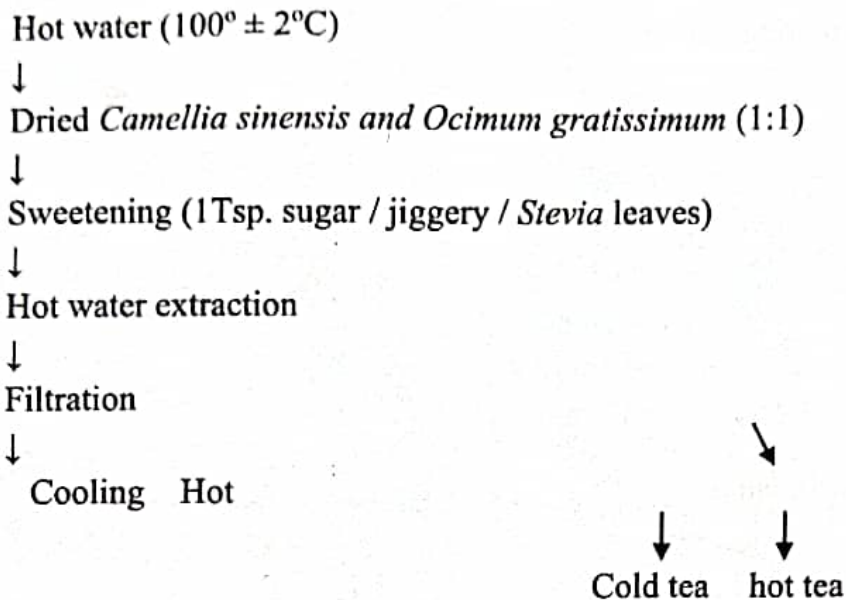 Hot water (100° ± 2°C)
↓
Dried Camellia sinensis and Ocimum gratissimum (1:1)
↓
Sweetening (1Tsp. sugar / jiggery / Stevia leaves)
↓
Hot water extraction
↓
Filtration
↓
Cooling Hot
Cold tea hot tea